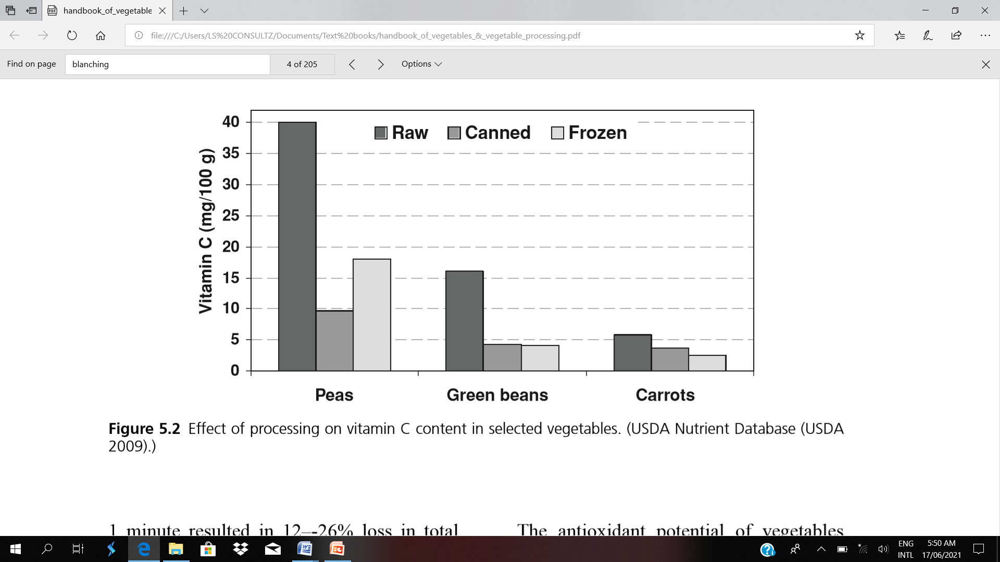 handbook_of_vegetable
file:///C:/Users/LS%20CONSULTZ/Documents/Text%20books/handbook_of_vegetables_&_vegetable_processing.pdf
Find on page
blanching
4 of 205
Options
Raw Canned Frozen
Vitamin C (mg/100 g)
40
35
30
25
20
15
10
5
0
Peas Green beans Carrots
Figure 5.2 Effect of processing on vitamin C content in selected vegetables. (USDA Nutrient Database (USDA
2009).)
1 minute resulted in 12–-26% loss in total
The antioxidant potential of vegetables
ENG
INTL
5:50 AM
17/06/2021